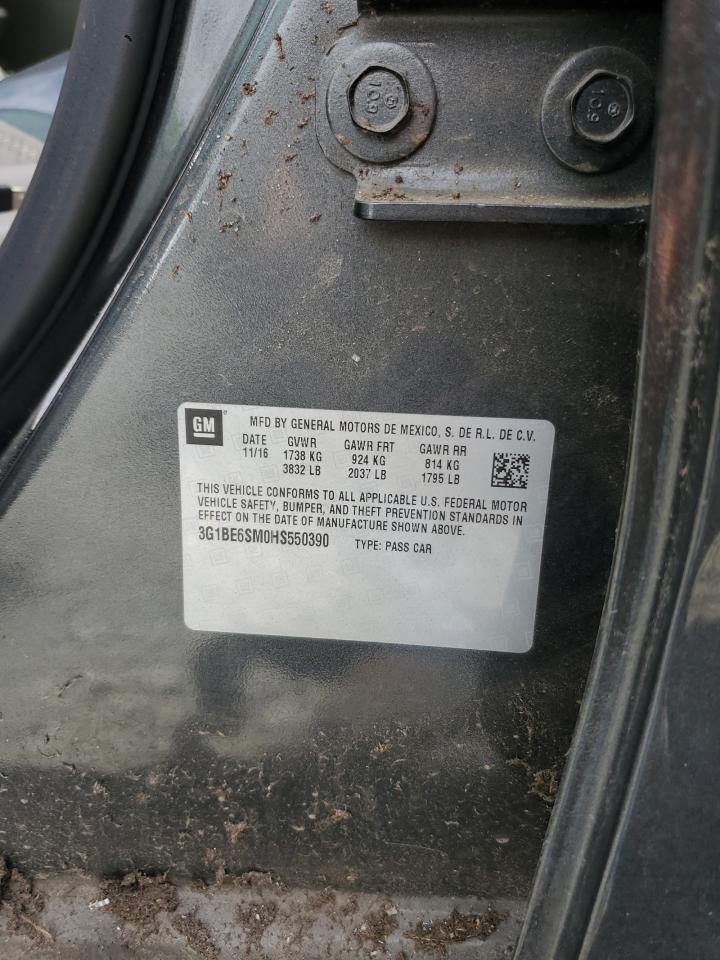 10.9
10.9
GM
MFD BY GENERAL MOTORS DE MEXICO, S. DE R.L. DE C.V.
DATE GVWR GAWR FRT GAWR RR
11/16 1738 KG 924 KG 814 KG
3832 LB 2037 LB 1795 LB
THIS VEHICLE CONFORMS TO ALL APPLICABLE U.S. FEDERAL MOTOR
VEHICLE SAFETY, BUMPER, AND THEFT PREVENTION STANDARDS IN
EFFECT ON THE DATE OF MANUFACTURE SHOWN ABOVE.
3G1BE6SM0HS550390 TYPE: PASS CAR